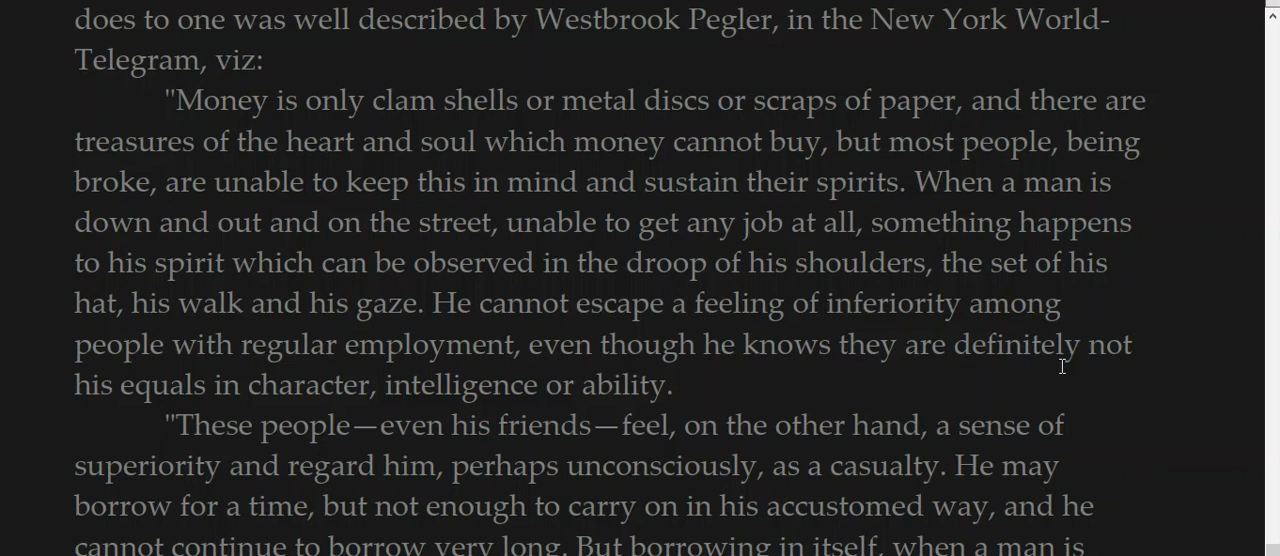 does to one was well described by Westbrook Pegler, in the New York World-
Telegram, viz:
"Money is only clam shells or metal discs or scraps of paper, and there are
treasures of the heart and soul which money cannot buy, but most people, being
broke, are unable to keep this in mind and sustain their spirits. When a man is
down and out and on the street, unable to get any job at all, something happens
to his spirit which can be observed in the droop of his shoulders, the set of his
hat, his walk and his gaze. He cannot escape a feeling of inferiority among
people with regular employment, even though he knows they are definitely not
his equals in character, intelligence or ability.
"These people—even his friends—feel, on the other hand, a sense of
superiority and regard him, perhaps unconsciously, as a casualty. He may
borrow for a time, but not enough to carry on in his accustomed way, and he
cannot continue to borrow very long. But borrowing in itself, when a man is